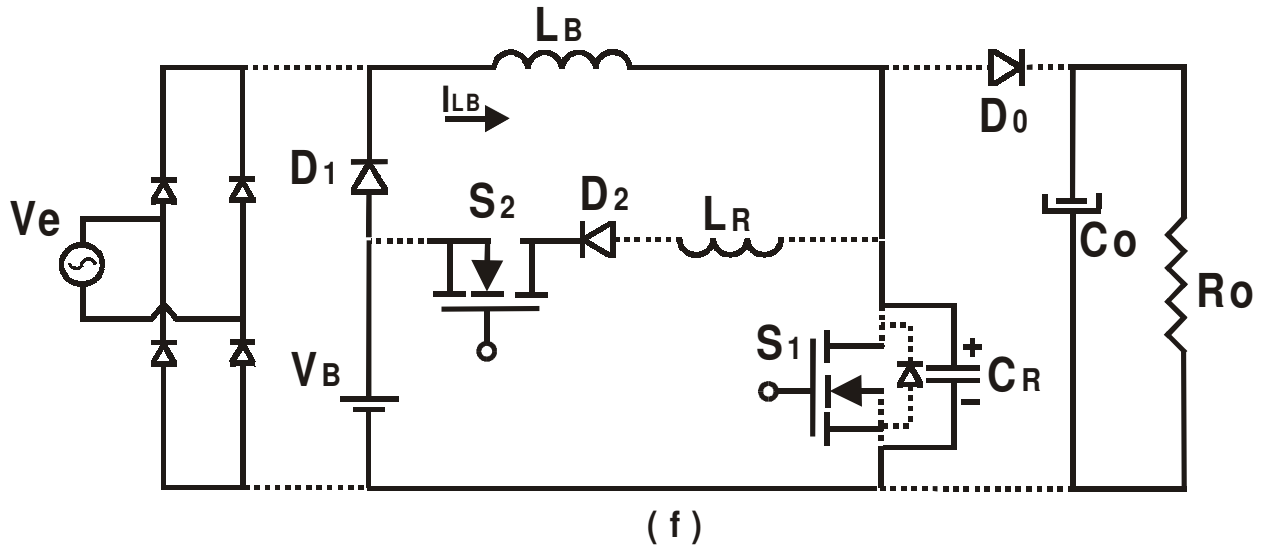 LB
ILB
D0
D1
S2
D2
LR
Ve
Co
Ro
VB
S1
+
CR
−
( f )